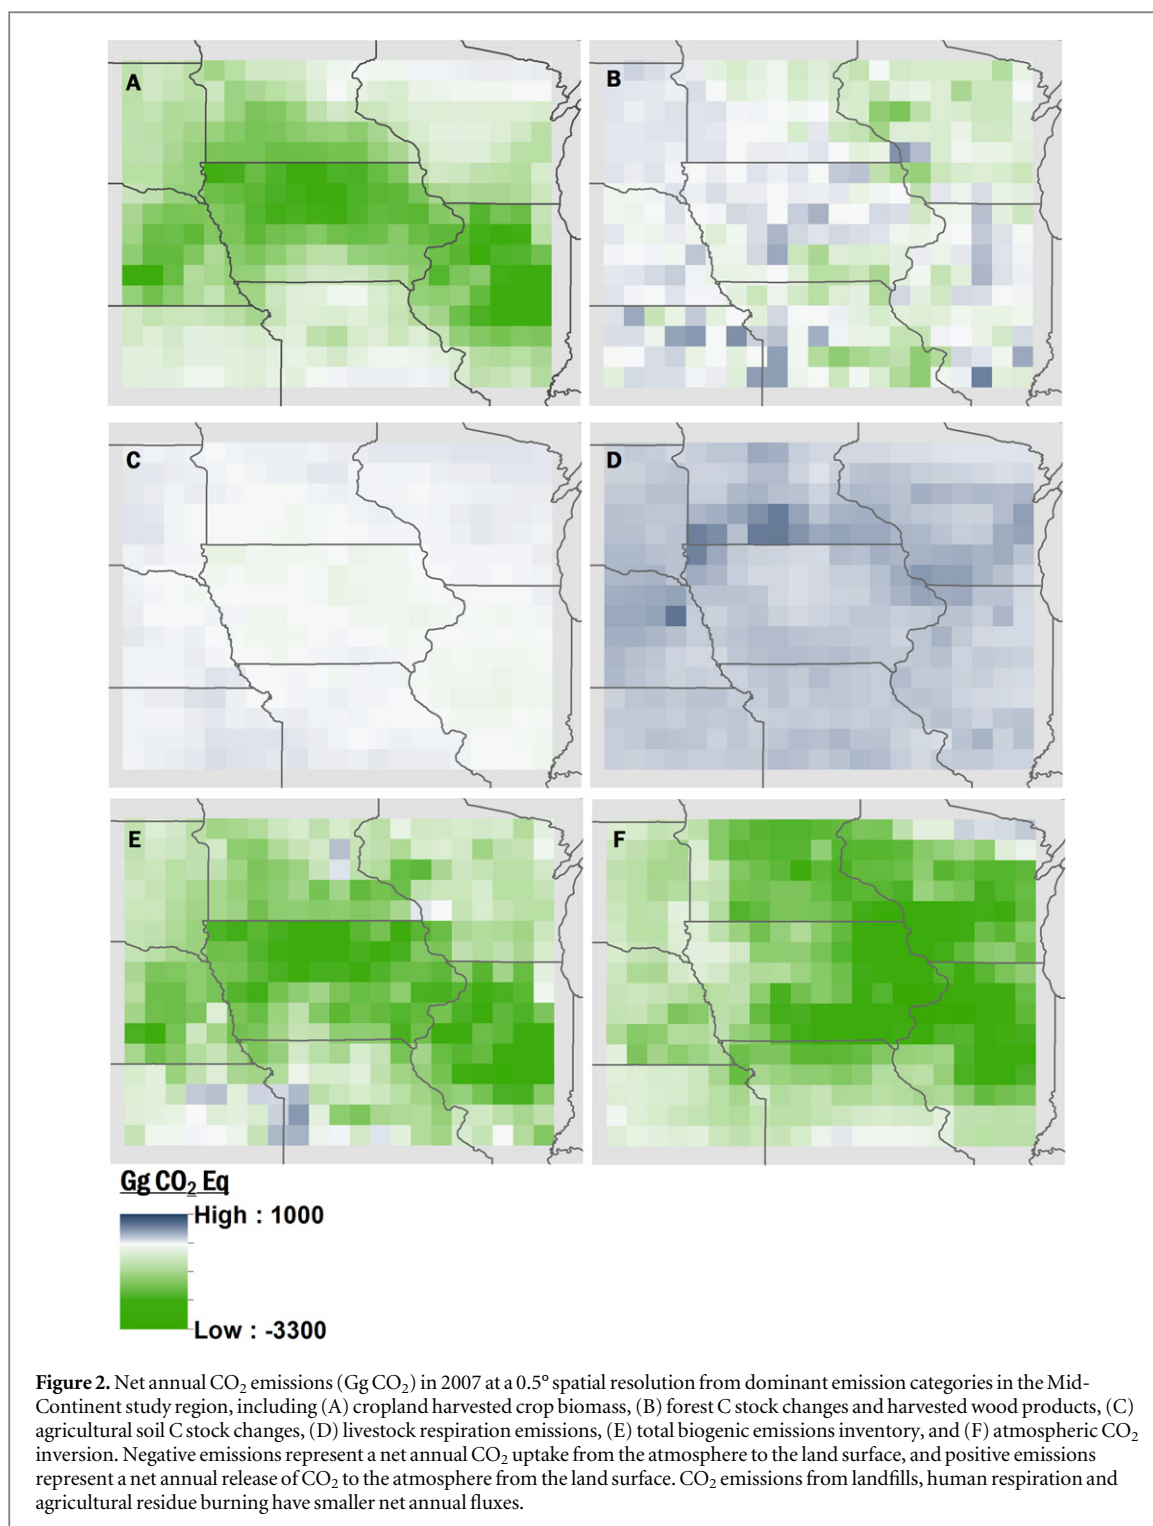 A
B
C
D
E
F
Gg CO₂ Eq
High : 1000
Low : -3300
Figure 2. Net annual CO₂ emissions (Gg CO₂) in 2007 at a 0.5° spatial resolution from dominant emission categories in the Mid-
Continent study region, including (A) cropland harvested crop biomass, (B) forest C stock changes and harvested wood products, (C)
agricultural soil C stock changes, (D) livestock respiration emissions, (E) total biogenic emissions inventory, and (F) atmospheric CO₂
inversion. Negative emissions represent a net annual CO₂ uptake from the atmosphere to the land surface, and positive emissions
represent a net annual release of CO₂ to the atmosphere from the land surface. CO₂ emissions from landfills, human respiration and
agricultural residue burning have smaller net annual fluxes.